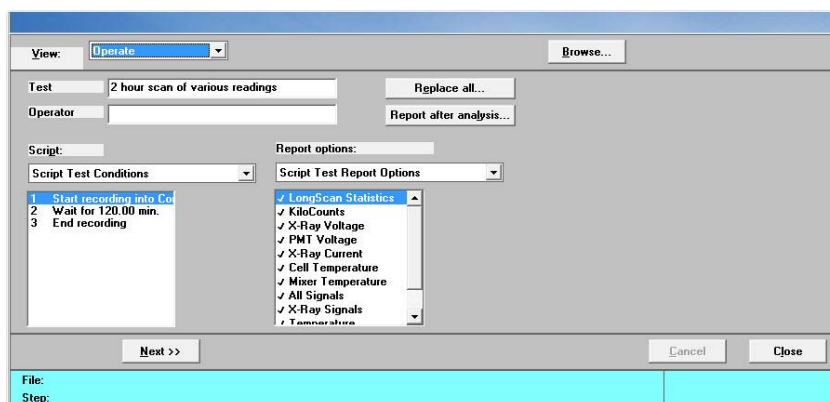 View: Operate Browse...
Test 2 hour scan of various readings Replace all...
Operator Report after analysis...
Script: Report options:
Script Test Conditions Script Test Report Options
1 Start recording into
2 Wait for 120.00 min.
3 End recording
✓ LongScan Statistics
✓ KiloCounts
✓ X-Ray Voltage
✓ PMT Voltage
✓ X-Ray Current
✓ Cell Temperature
✓ Mixer Temperature
✓ All Signals
✓ X-Ray Signals
✓ Temperature
Next >> Cancel Close
File:
Step: